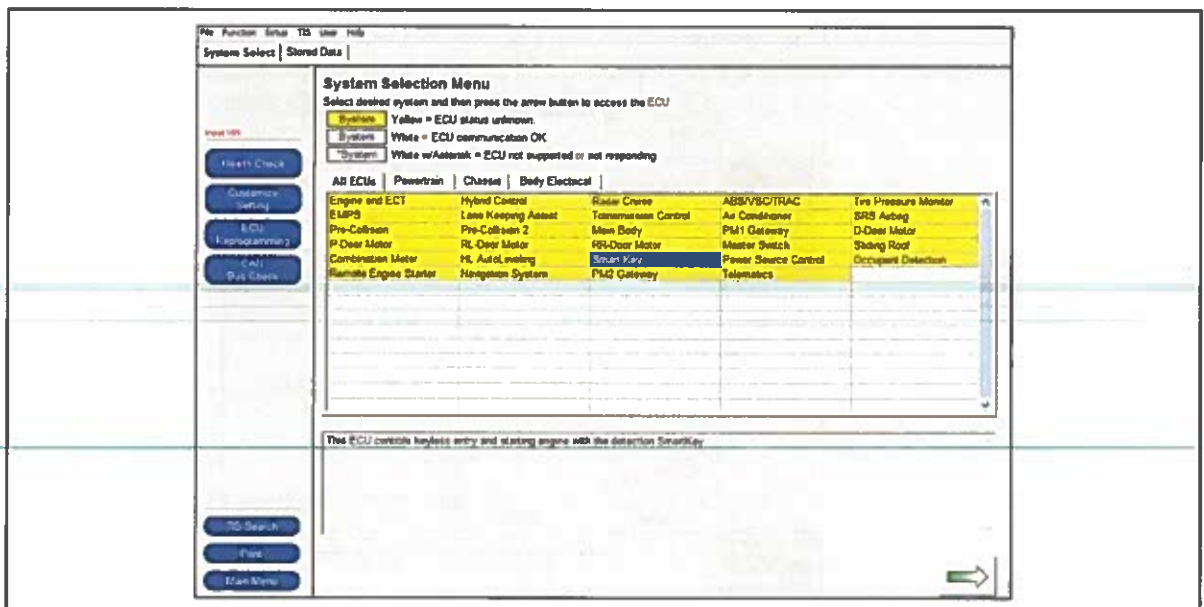 File Function Setup TIS User Help
System Select Stored Data
System Selection Menu
Select desired system and then press the arrow button to access the ECU
System Yellow = ECU status unknown.
System White = ECU communication OK
*System White w/Asterisk = ECU not supported or not responding
Input VIN
Health Check
Customize Setting
ECU Reprogramming
CAN Bus Check
All ECUs Powertrain Chassis Body Electrical
Engine and ECT Hybrid Control Radar Cruise ABS/VSC/TRAC Tire Pressure Monitor
EMPS Lane Keeping Assist Transmission Control Air Conditioner SRS Airbag
Pre-Collision Pre-Collision 2 Main Body PM1 Gateway D-Door Motor
P-Door Motor RL-Door Motor RR-Door Motor Master Switch Sliding Roof
Combination Meter HL AutoLeveling Smart Key Power Source Control Occupant Detection
Remote Engine Starter Navigation System PM2 Gateway Telematics
This ECU controls keyless entry and starting engine with the detection SmartKey
TIS Search
Print
Main Menu